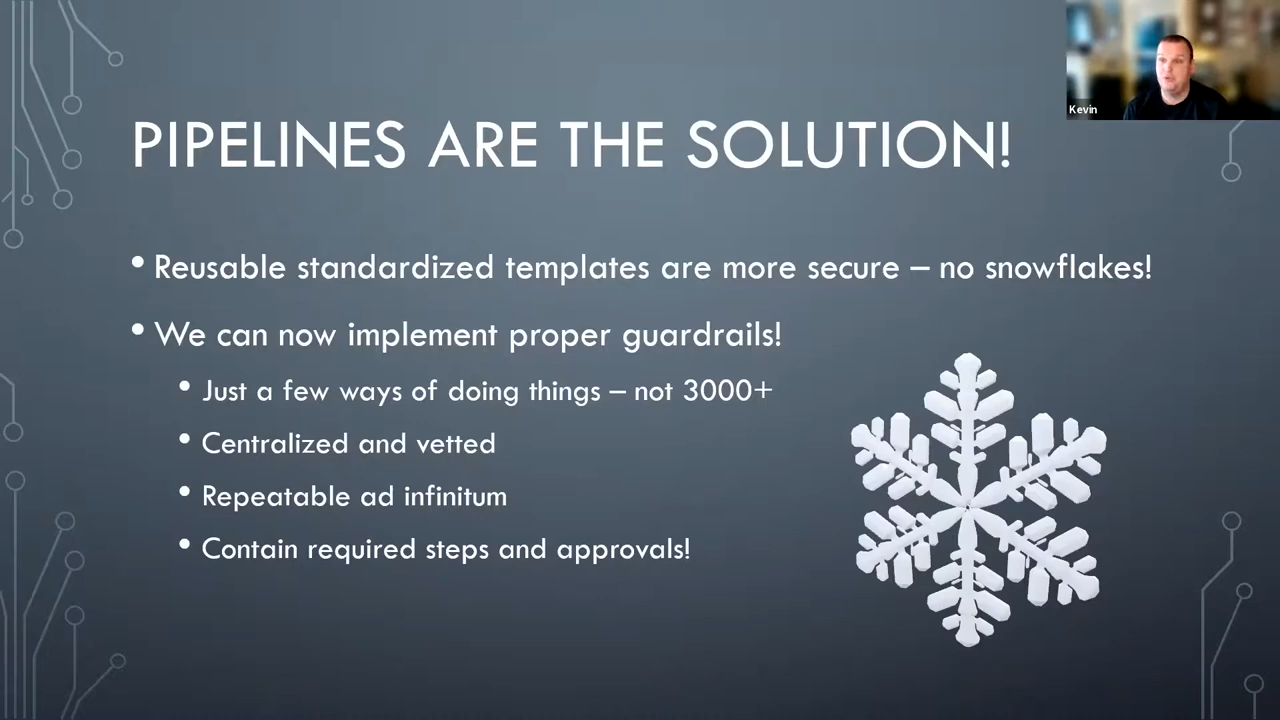 Kevin
PIPELINES ARE THE SOLUTION!
• Reusable standardized templates are more secure – no snowflakes!
• We can now implement proper guardrails!
• Just a few ways of doing things – not 3000+
• Centralized and vetted
• Repeatable ad infinitum
• Contain required steps and approvals!